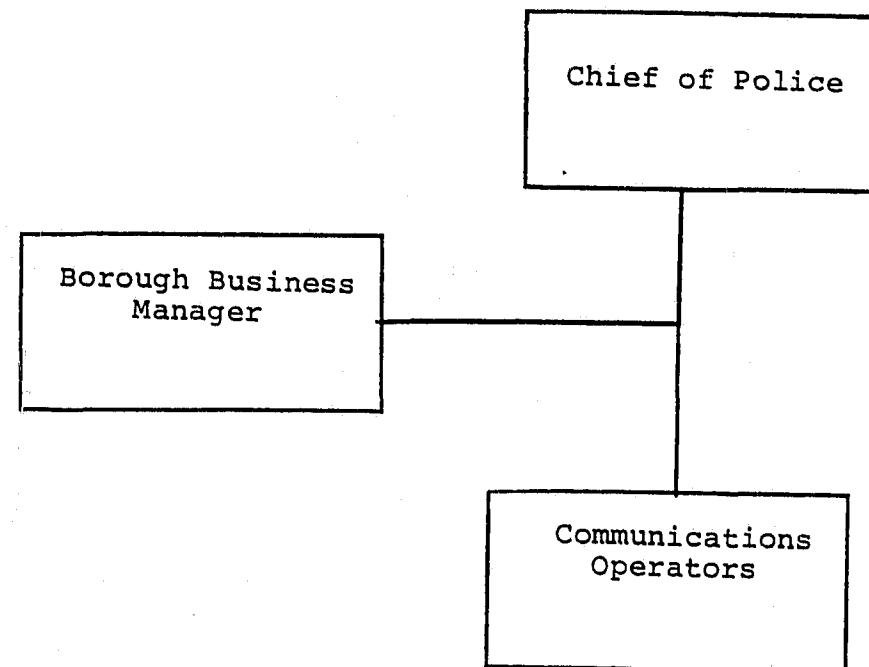 Chief of Police
Borough Business
Manager
Communications
Operators